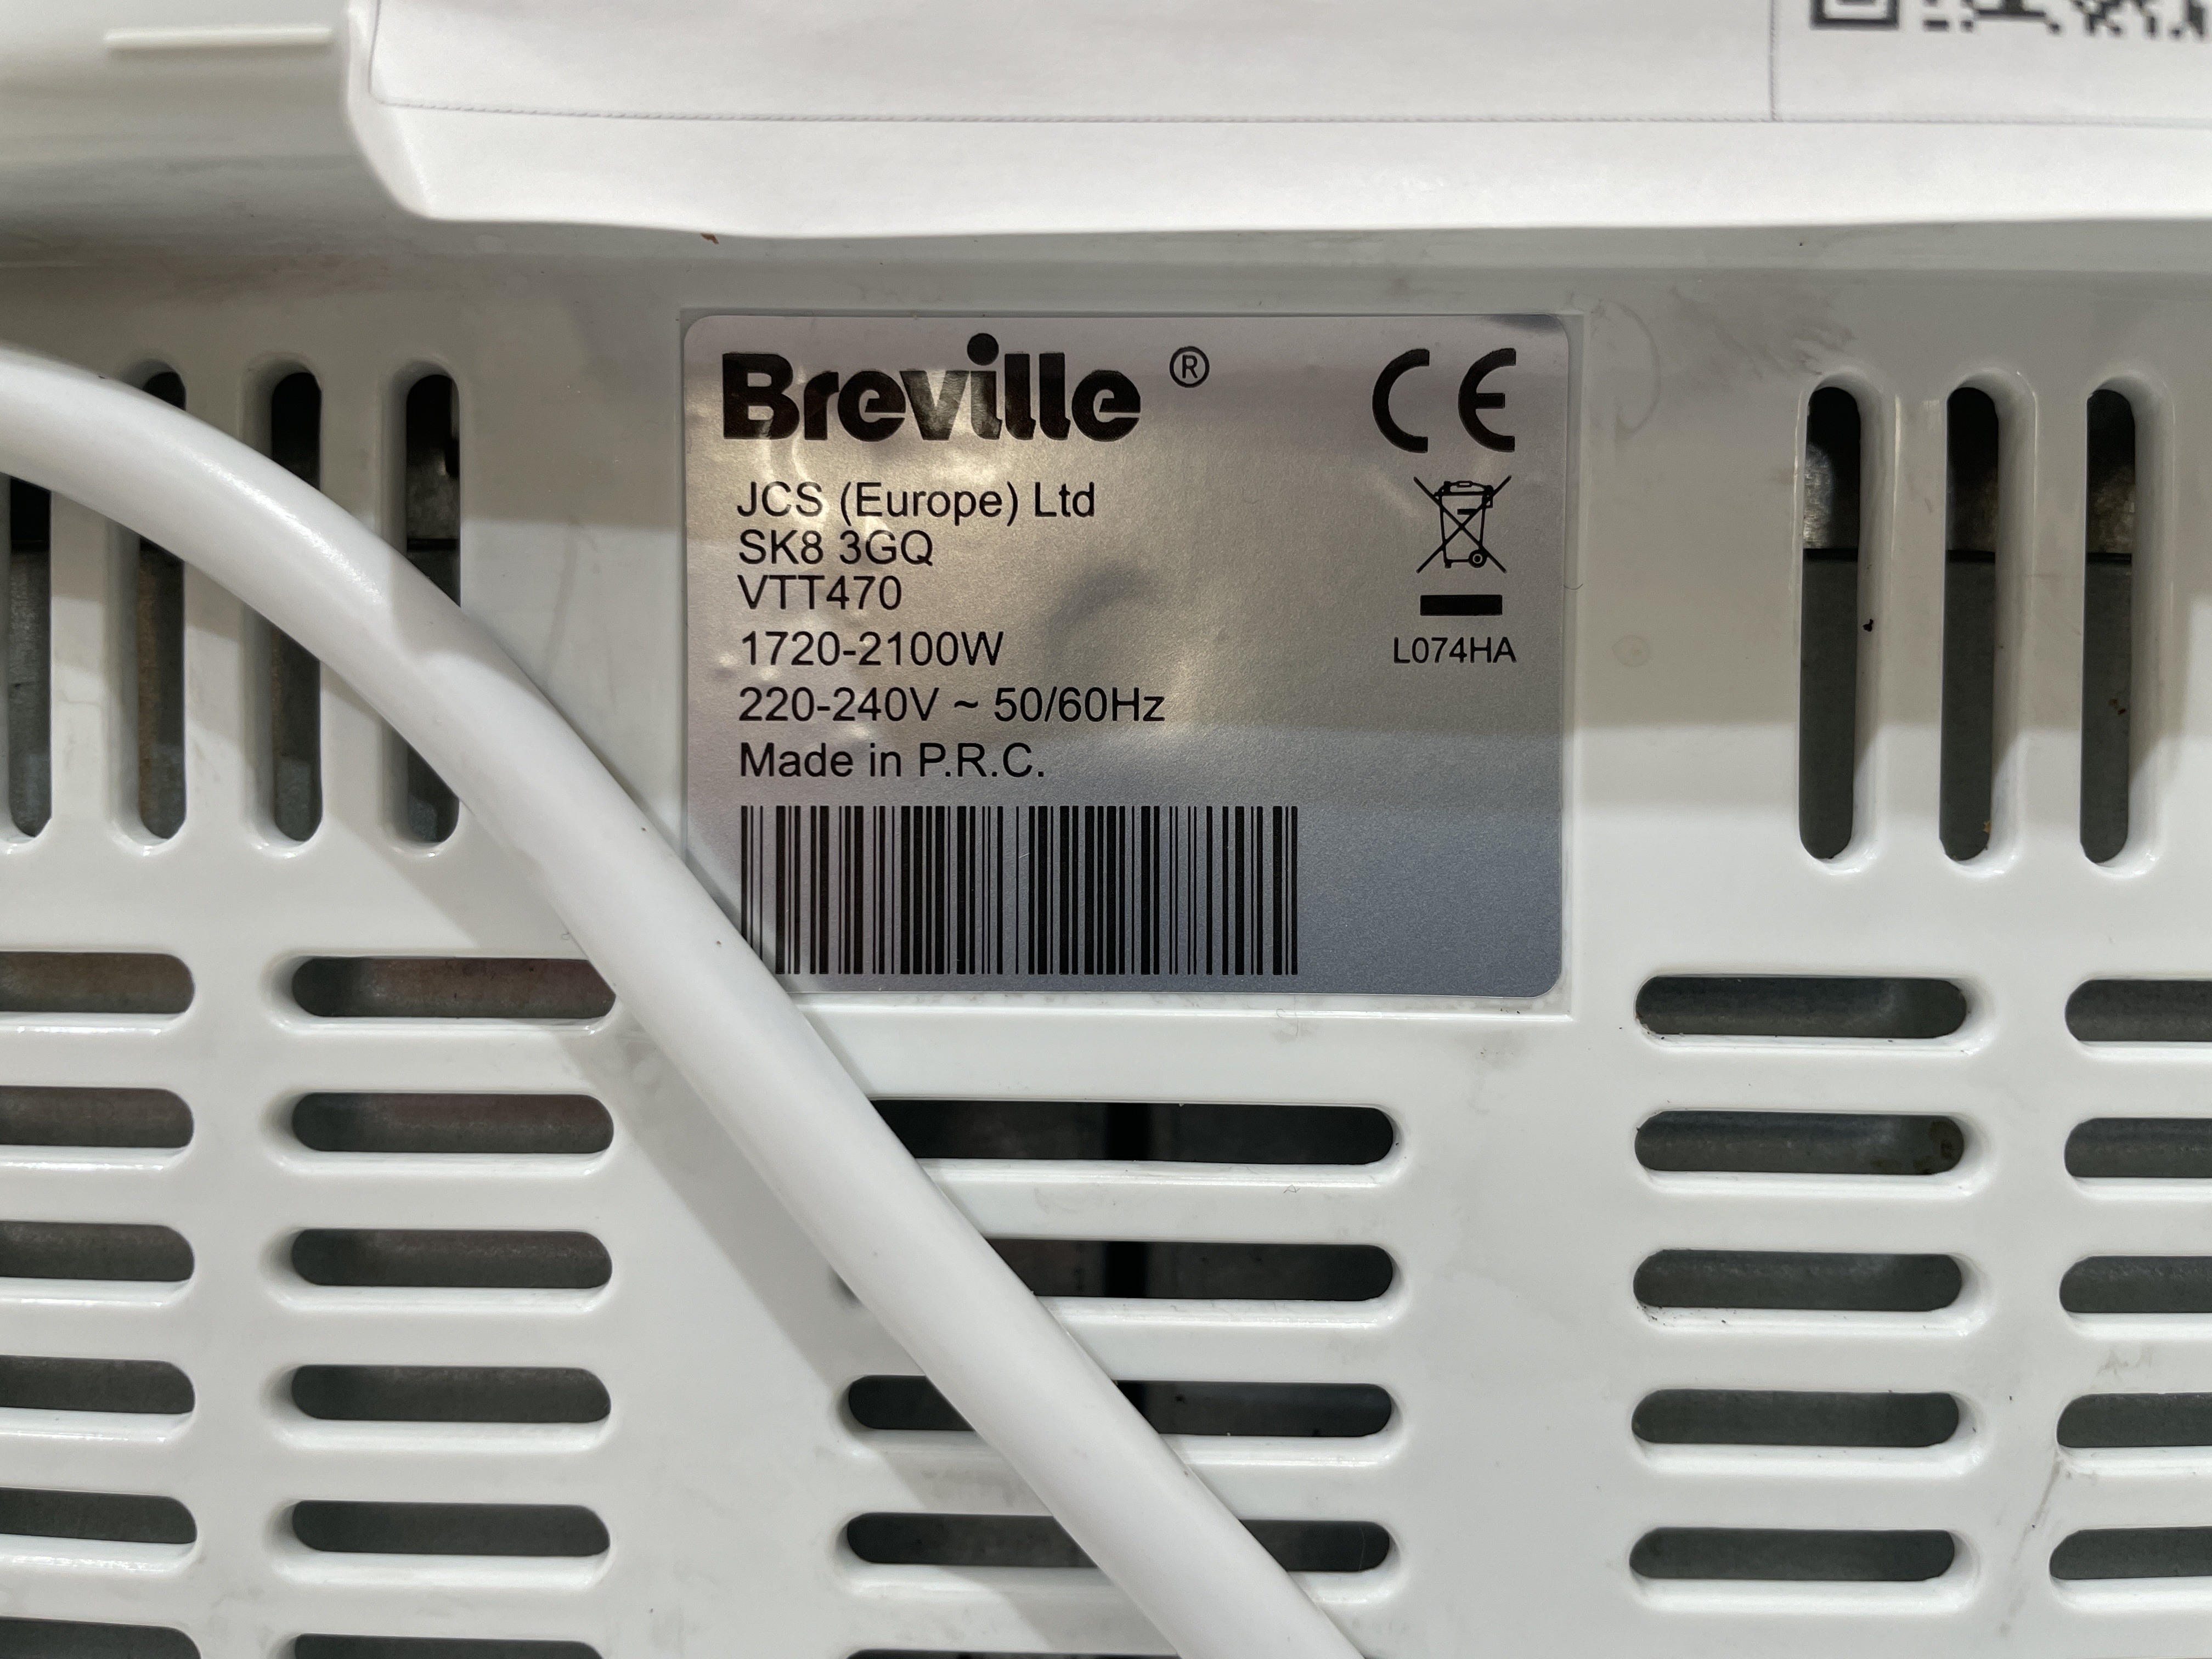 Breville ®
CE
JCS (Europe) Ltd
SK8 3GQ
VTT470
1720-2100W
L074HA
220-240V ~ 50/60Hz
Made in P.R.C.